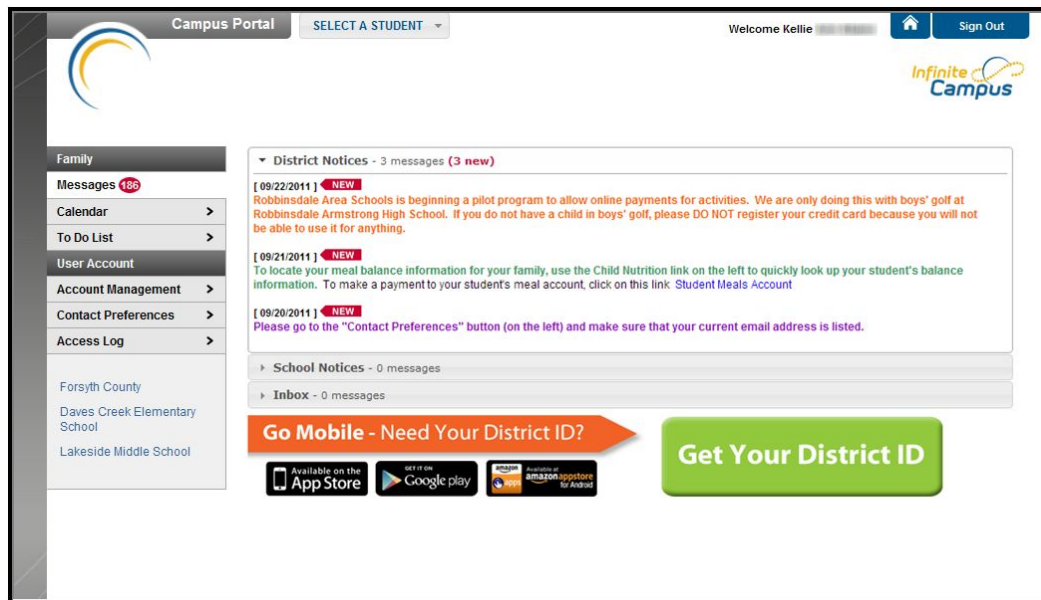 Campus Portal
SELECT A STUDENT
Welcome Kellie
Sign Out
Infinite
Campus
Family
Messages 186
Calendar >
To Do List >
User Account
Account Management >
Contact Preferences >
Access Log >
Forsyth County
Daves Creek Elementary
School
Lakeside Middle School
District Notices - 3 messages (3 new)
[ 09/22/2011 ] NEW
Robbinsdale Area Schools is beginning a pilot program to allow online payments for activities. We are only doing this with boys' golf at
Robbinsdale Armstrong High School. If you do not have a child in boys' golf, please DO NOT register your credit card because you will not
be able to use it for anything.
[ 09/21/2011 ] NEW
To locate your meal balance information for your family, use the Child Nutrition link on the left to quickly look up your student's balance
information. To make a payment to your student's meal account, click on this link Student Meals Account
[ 09/20/2011 ] NEW
Please go to the "Contact Preferences" button (on the left) and make sure that your current email address is listed.
School Notices - 0 messages
Inbox - 0 messages
Go Mobile - Need Your District ID?
Available on the
App Store
GET IT ON
Google play
amazon
apps
Available at
amazonappstore
for Android
Get Your District ID